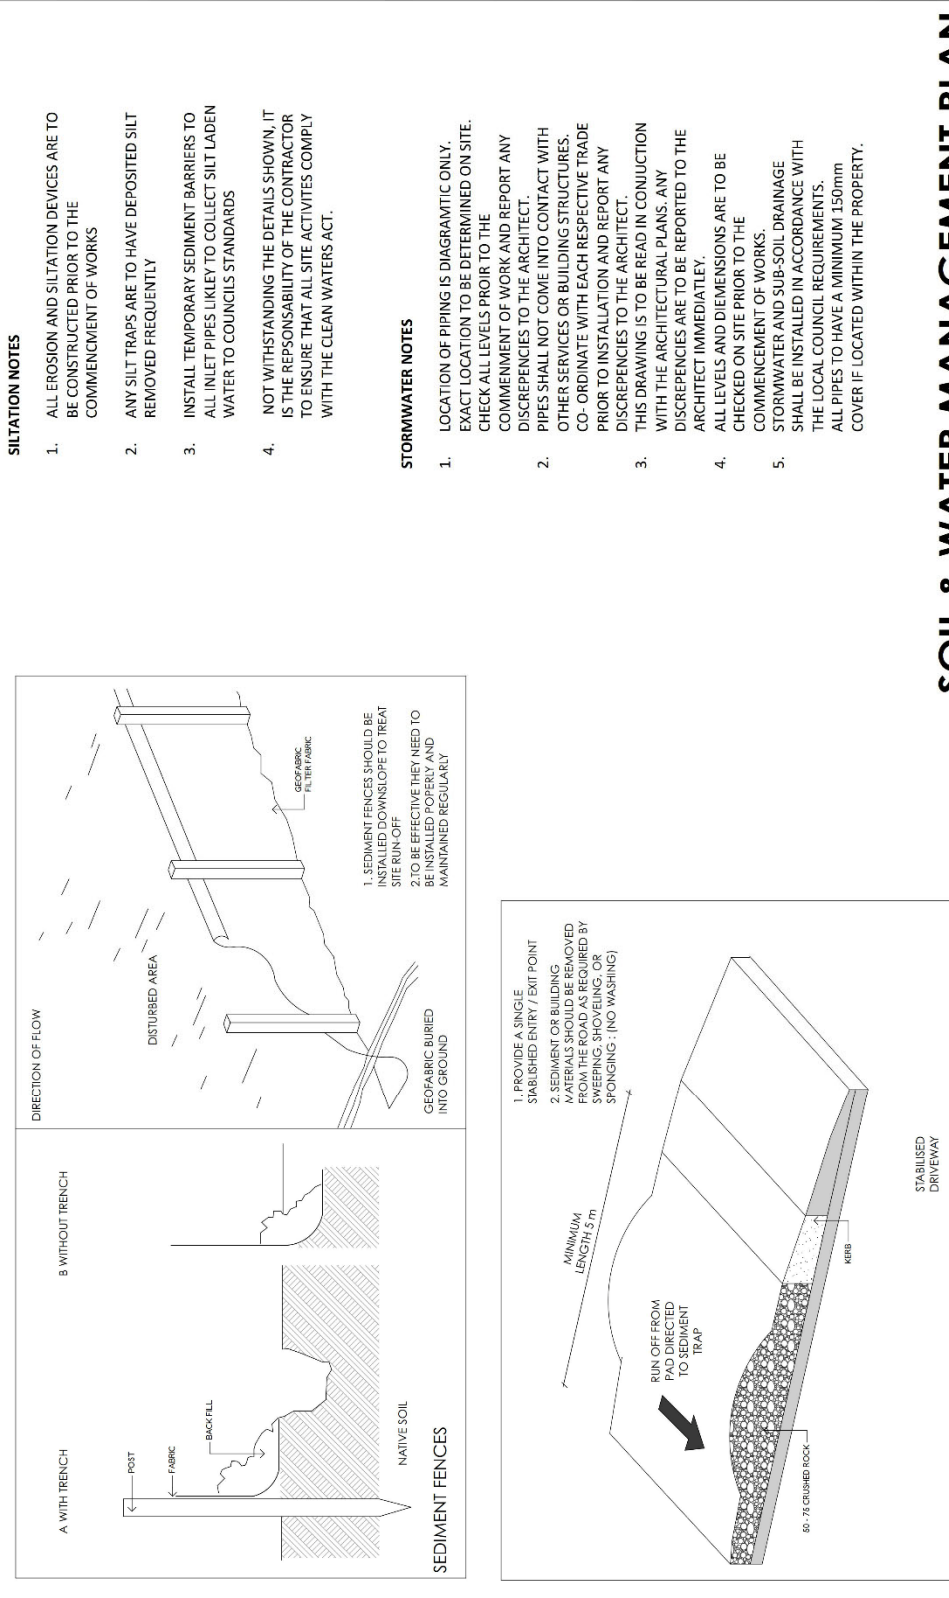 SILTATION NOTES
1. ALL EROSION AND SILTATION DEVICES ARE TO
BE CONSTRUCTED PRIOR TO THE
COMMENCMENT OF WORKS
2. ANY SILT TRAPS ARE TO HAVE DEPOSITED SILT
REMOVED FREQUENTLY
3. INSTALL TEMPORARY SEDIMENT BARRIERS TO
ALL INLET PIPES LIKLEY TO COLLECT SILT LADEN
WATER TO COUNCILS STANDARDS
4. NOT WITHSTANDING THE DETAILS SHOWN, IT
IS THE REPSONSABILITY OF THE CONTRACTOR
TO ENSURE THAT ALL SITE ACTIVITES COMPLY
WITH THE CLEAN WATERS ACT.
STORMWATER NOTES
1. LOCATION OF PIPING IS DIAGRAMTIC ONLY.
EXACT LOCATION TO BE DETERMINED ON SITE.
CHECK ALL LEVELS PROIR TO THE
COMMENMENT OF WORK AND REPORT ANY
DISCREPENCIES TO THE ARCHITECT.
2. PIPES SHALL NOT COME INTO CONTACT WITH
OTHER SERVICES OR BUILDING STRUCTURES.
CO- ORDINATE WITH EACH RESPECTIVE TRADE
PRIOR TO INSTALLATION AND REPORT ANY
DISCREPENCIES TO THE ARCHITECT.
3. THIS DRAWING IS TO BE READ IN CONJUCTION
WITH THE ARCHITECTURAL PLANS. ANY
DISCREPENCIES ARE TO BE REPORTED TO THE
ARCHITECT IMMEDIATLEY.
4. ALL LEVELS AND DIEMENSIONS ARE TO BE
CHECKED ON SITE PRIOR TO THE
COMMENCEMENT OF WORKS.
5. STORMWATER AND SUB-SOIL DRAINAGE
SHALL BE INSTALLED IN ACCORDANCE WITH
THE LOCAL COUNCIL REQUIREMENTS.
ALL PIPES TO HAVE A MINIMUM 150mm
COVER IF LOCATED WITHIN THE PROPERTY.
A WITH TRENCH
POST
FABRIC
BACK FILL
NATIVE SOIL
SEDIMENT FENCES
B WITHOUT TRENCH
DIRECTION OF FLOW
DISTURBED AREA
GEOFABRIC
FILTER FABRIC
GEOFABRIC BURIED
INTO GROUND
1. SEDIMENT FENCES SHOULD BE
INSTALLED DOWNSLOPE TO TREAT
SITE RUN-OFF
2.TO BE EFFECTIVE THEY NEED TO
BE INSTALLED POPERLY AND
MAINTAINED REGULARLY
1. PROVIDE A SINGLE
STABLISHED ENTRY / EXIT POINT
2. SEDIMENT OR BUILDING
MATERIALS SHOULD BE REMOVED
FROM THE ROAD AS REQUIRED BY
SWEEPING, SHOVELING, OR
SPONGING : (NO WASHING)
MINIMUM
LENGTH 5 m
RUN OFF FROM
PAD DIRECTED
TO SEDIMENT
TRAP
50 - 75 CRUSHED ROCK
KERB
STABILISED
DRIVEWAY
SOIL & WATER MANAGEMENT PLAN